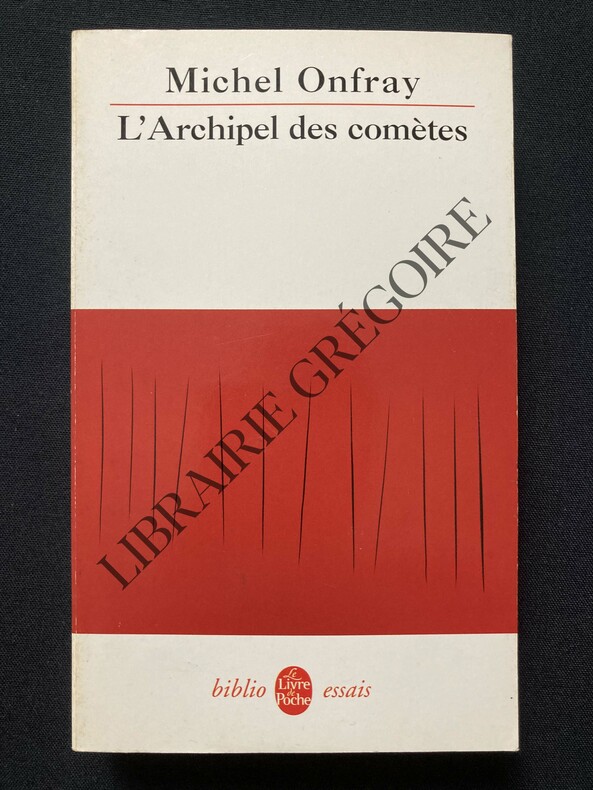 Michel Onfray
L'Archipel des comètes
LIBRAIRIE GRÉGOIRE
biblio essais
Le
Livre
de
Poche